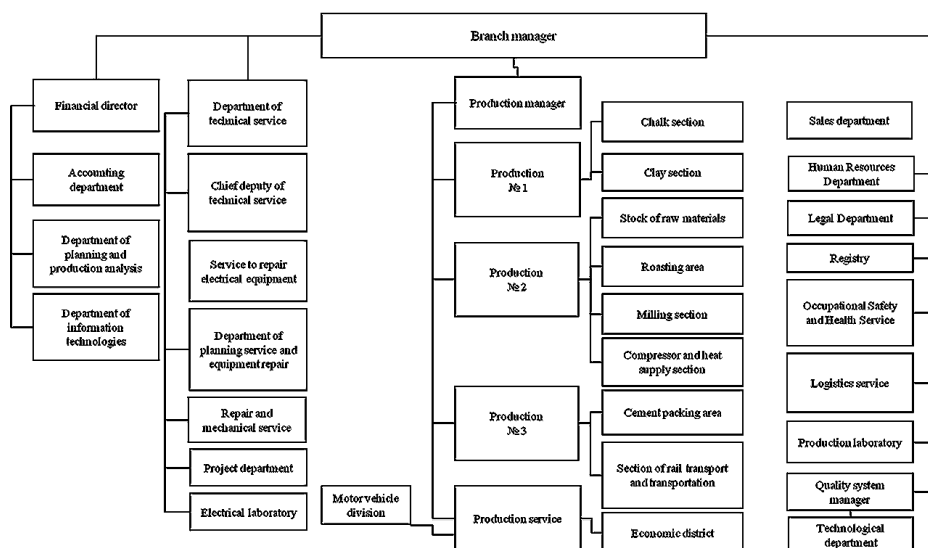 Branch manager
Financial director
Accounting
department
Department of
planning and
production analysis
Department of
information
technologies
Department of
technical service
Chief deputy of
technical service
Service to repair
electrical equipment
Department of
planning service and
equipment repair
Repair and
mechanical service
Project department
Electrical laboratory
Motor vehicle
division
Production manager
Production
№1
Production
№2
Production
№3
Production service
Chalk section
Clay section
Stock of raw materials
Roasting area
Milling section
Compressor and heat
supply section
Cement packing area
Section of rail transport
and transportation
Economic district
Sales department
Human Resources
Department
Legal Department
Registry
Occupational Safety
and Health Service
Logistics service
Production laboratory
Quality system
manager
Technological
department